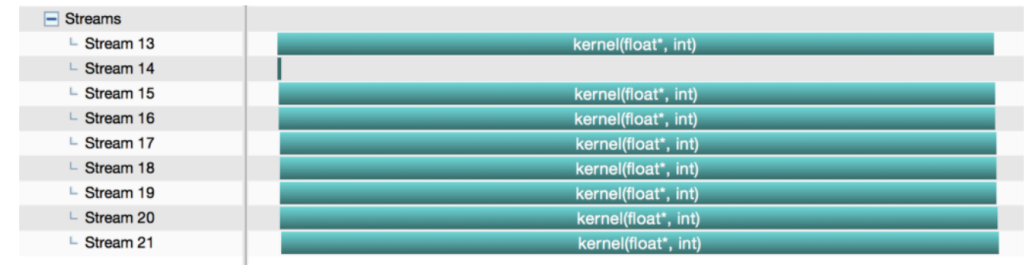 Streams
Stream 13 kernel(float*, int)
Stream 14
Stream 15 kernel(float*, int)
Stream 16 kernel(float*, int)
Stream 17 kernel(float*, int)
Stream 18 kernel(float*, int)
Stream 19 kernel(float*, int)
Stream 20 kernel(float*, int)
Stream 21 kernel(float*, int)